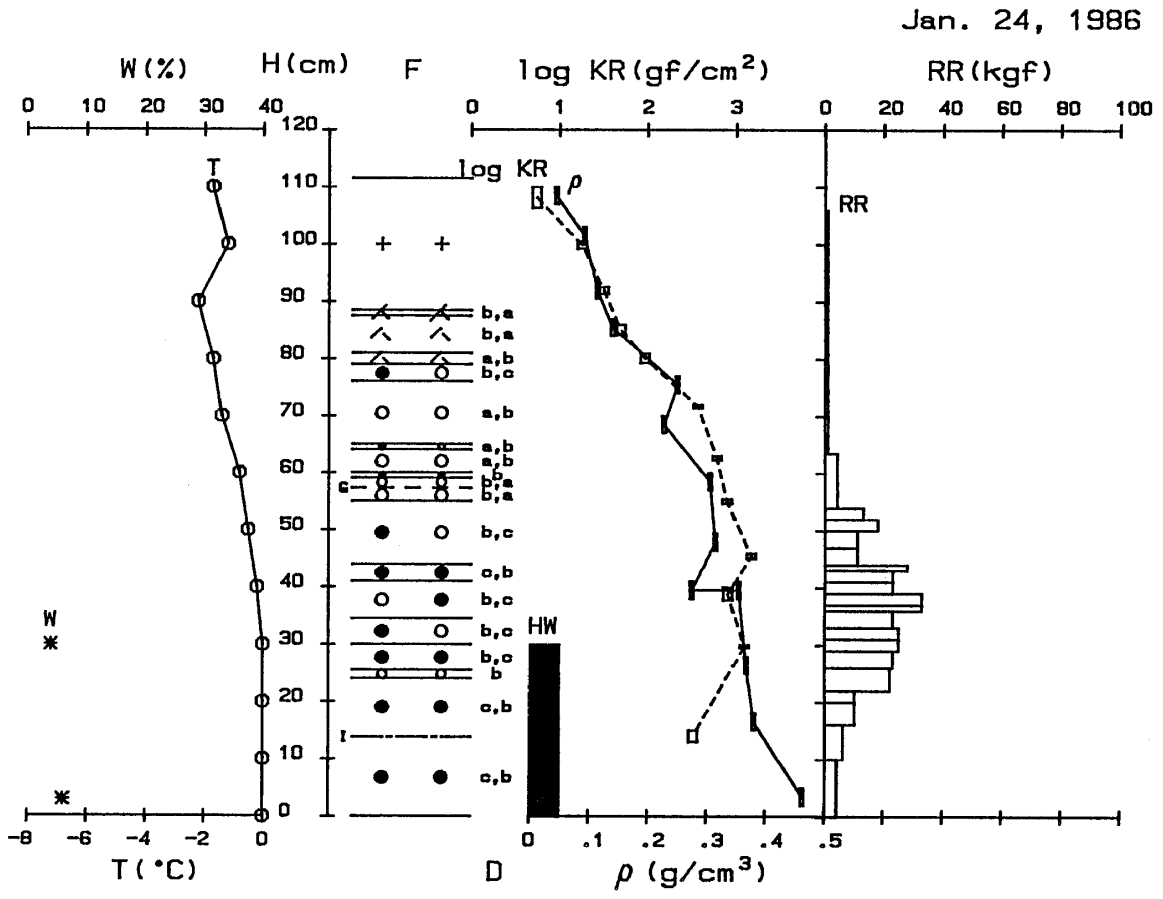 Jan. 24, 1986
W(%) H(cm) F log KR(gf/cm²) RR(kgf)
0 10 20 30 40 0 1 2 3 0 20 40 60 80 100
120
T log KR ρ
110
RR
100
90
b,a
b,a
80 a,b
b,c
70 a,b
a,b
60 a,b
b
b,a
G b,a
50 b,c
c,b
40 b,c
W HW
30 b,c
b,c
b
20 c,b
I
10 c,b
0
-8 -6 -4 -2 0 0 .1 .2 .3 .4 .5
T(°C) D ρ (g/cm³)